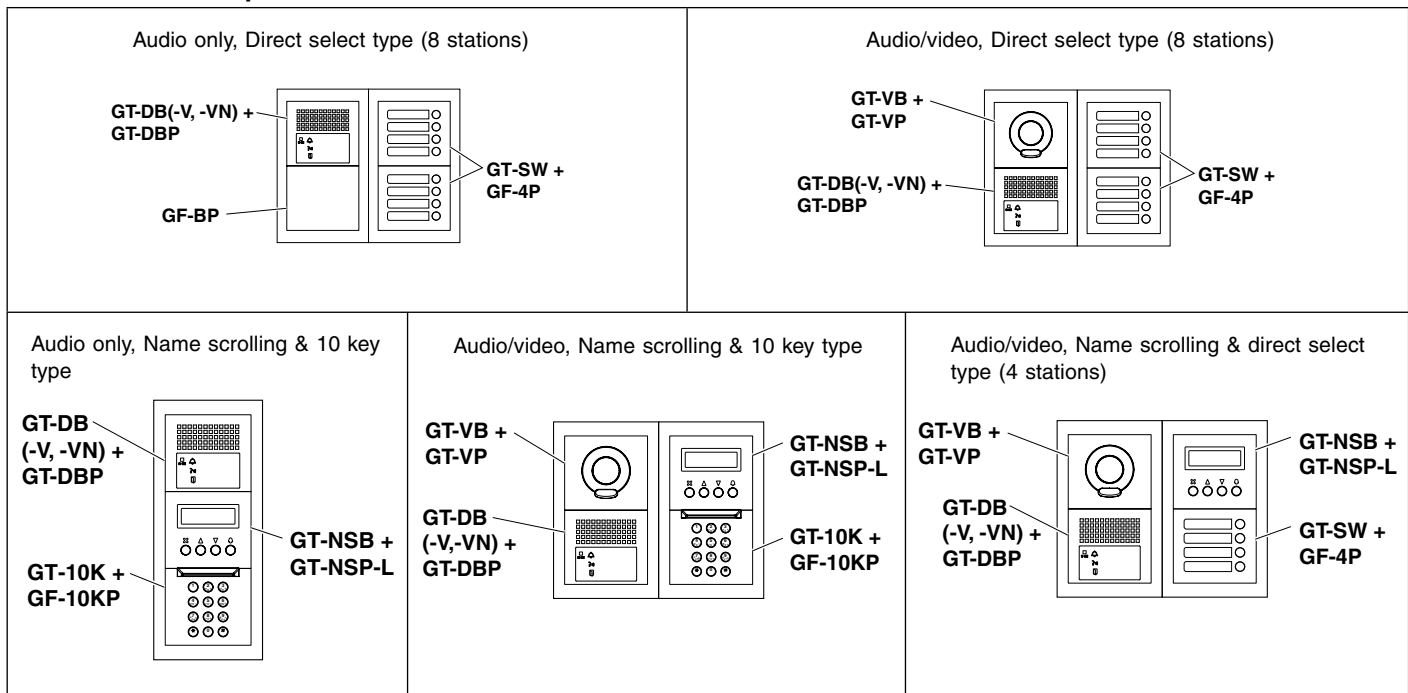 Audio only, Direct select type (8 stations)
GT-DB(-V, -VN) +
GT-DBP
GF-BP
GT-SW +
GF-4P
Audio/video, Direct select type (8 stations)
GT-VB +
GT-VP
GT-DB(-V, -VN) +
GT-DBP
GT-SW +
GF-4P
Audio only, Name scrolling & 10 key
type
GT-DB
(-V, -VN) +
GT-DBP
GT-10K +
GF-10KP
GT-NSB +
GT-NSP-L
Audio/video, Name scrolling & 10 key type
GT-VB +
GT-VP
GT-DB
(-V,-VN) +
GT-DBP
GT-NSB +
GT-NSP-L
GT-10K +
GF-10KP
Audio/video, Name scrolling & direct select
type (4 stations)
GT-VB +
GT-VP
GT-DB
(-V, -VN) +
GT-DBP
GT-NSB +
GT-NSP-L
GT-SW +
GF-4P